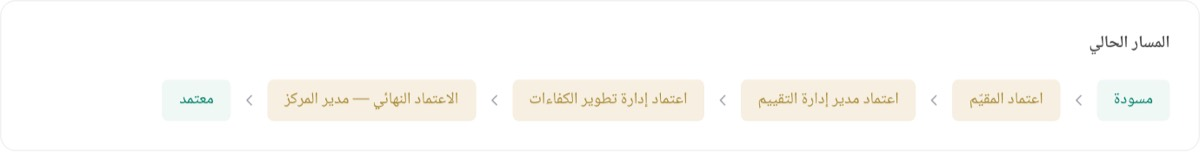 المسار الحالي
مسودة
اعتماد المقيّم
اعتماد مدير إدارة التقييم
اعتماد إدارة تطوير الكفاءات
الاعتماد النهائي — مدير المركز
معتمد